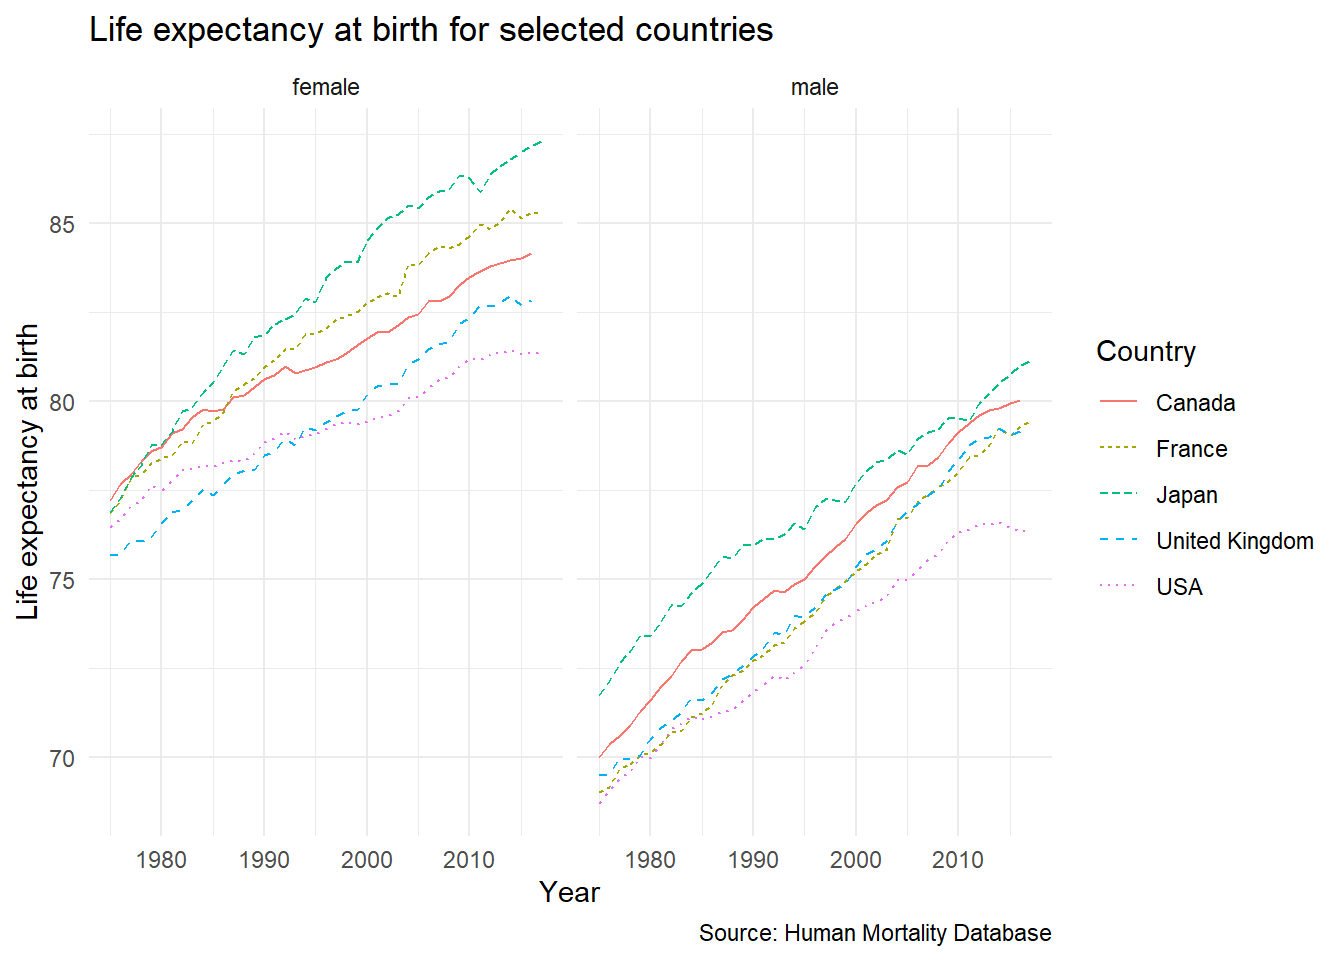 Life expectancy at birth for selected countries
female
male
85
80
75
70
Life expectancy at birth
1980 1990 2000 2010
1980 1990 2000 2010
Year
Country
Canada
France
Japan
United Kingdom
USA
Source: Human Mortality Database